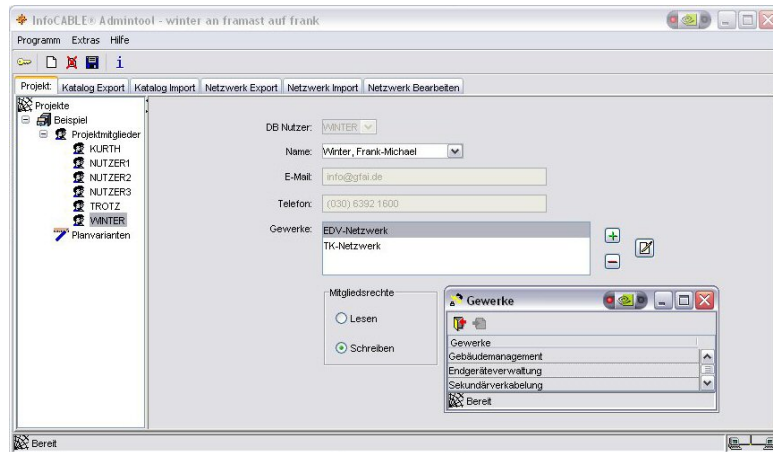 InfoCABLE® Admintool - winter an framast auf frank
Programm Extras Hilfe
Projekt Katalog Export Katalog Import Netzwerk Export Netzwerk Import Netzwerk Bearbeiten
Projekte
Beispiel
Projektmitglieder
KURTH
NUTZER1
NUTZER2
NUTZER3
TROTZ
WINTER
Planvarianten
DB Nutzer: WINTER
Name: Winter, Frank-Michael
E-Mail: info@gfai.de
Telefon: (030) 6392 1600
Gewerke: EDV-Netzwerk
TK-Netzwerk
Mitgliedsrechte
Lesen
Schreiben
Gewerke
Gewerke
Gebäudemanagement
Endgeräteverwaltung
Sekundärverkabelung
Bereit
Bereit